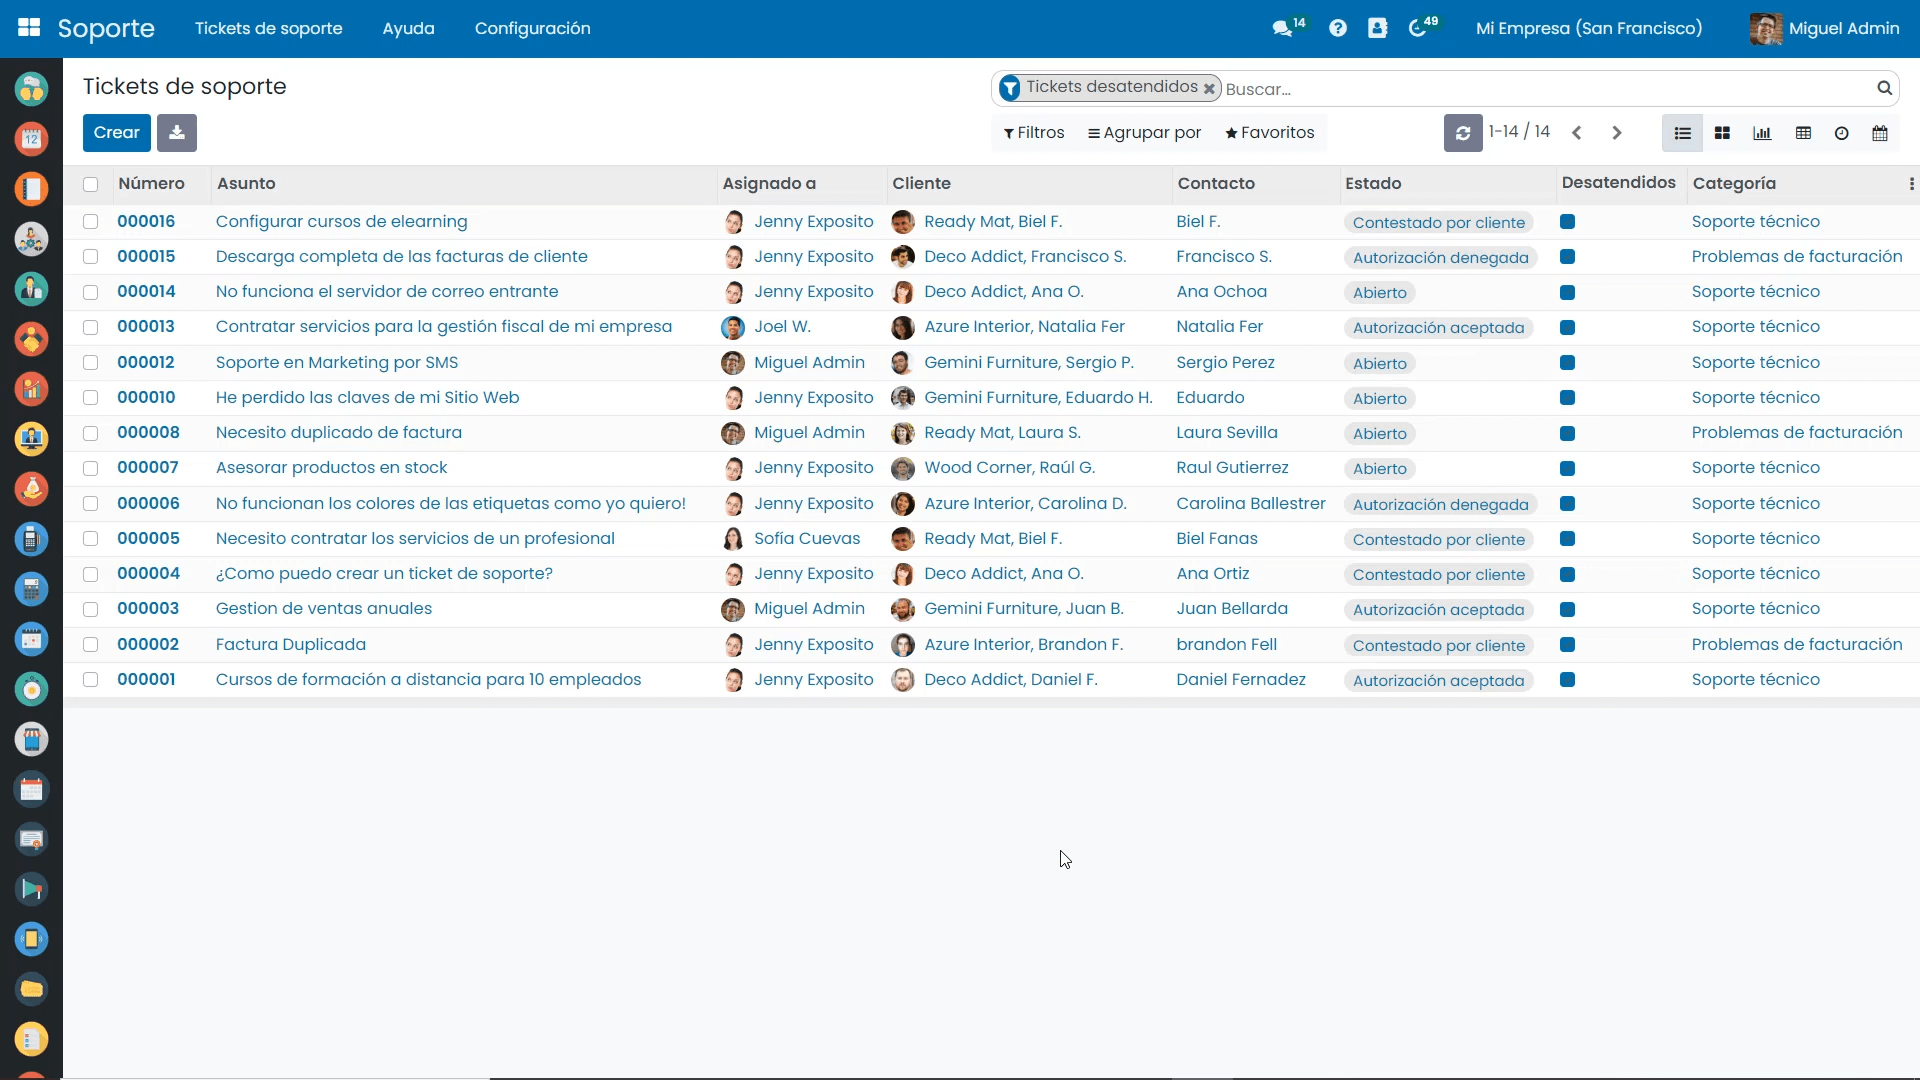 Soporte Tickets de soporte Ayuda Configuración 14 49 Mi Empresa (San Francisco) Miguel Admin
Tickets de soporte
Tickets desatendidos Buscar...
Crear Filtros Agrupar por Favoritos 1-14 / 14
12
Número Asunto Asignado a Cliente Contacto Estado Desatendidos Categoría
000016 Configurar cursos de elearning Jenny Exposito Ready Mat, Biel F. Biel F. Contestado por cliente Soporte técnico
000015 Descarga completa de las facturas de cliente Jenny Exposito Deco Addict, Francisco S. Francisco S. Autorización denegada Problemas de facturación
000014 No funciona el servidor de correo entrante Jenny Exposito Deco Addict, Ana O. Ana Ochoa Abierto Soporte técnico
000013 Contratar servicios para la gestión fiscal de mi empresa Joel W. Azure Interior, Natalia Fer Natalia Fer Autorización aceptada Soporte técnico
000012 Soporte en Marketing por SMS Miguel Admin Gemini Furniture, Sergio P. Sergio Perez Abierto Soporte técnico
000010 He perdido las claves de mi Sitio Web Jenny Exposito Gemini Furniture, Eduardo H. Eduardo Abierto Soporte técnico
000008 Necesito duplicado de factura Miguel Admin Ready Mat, Laura S. Laura Sevilla Abierto Problemas de facturación
000007 Asesorar productos en stock Jenny Exposito Wood Corner, Raúl G. Raul Gutierrez Abierto Soporte técnico
000006 No funcionan los colores de las etiquetas como yo quiero! Jenny Exposito Azure Interior, Carolina D. Carolina Ballestrer Autorización denegada Soporte técnico
000005 Necesito contratar los servicios de un profesional Sofía Cuevas Ready Mat, Biel F. Biel Fanas Contestado por cliente Soporte técnico
000004 ¿Como puedo crear un ticket de soporte? Jenny Exposito Deco Addict, Ana O. Ana Ortiz Contestado por cliente Soporte técnico
000003 Gestion de ventas anuales Miguel Admin Gemini Furniture, Juan B. Juan Bellarda Autorización aceptada Soporte técnico
000002 Factura Duplicada Jenny Exposito Azure Interior, Brandon F. brandon Fell Contestado por cliente Problemas de facturación
000001 Cursos de formación a distancia para 10 empleados Jenny Exposito Deco Addict, Daniel F. Daniel Fernadez Autorización aceptada Soporte técnico